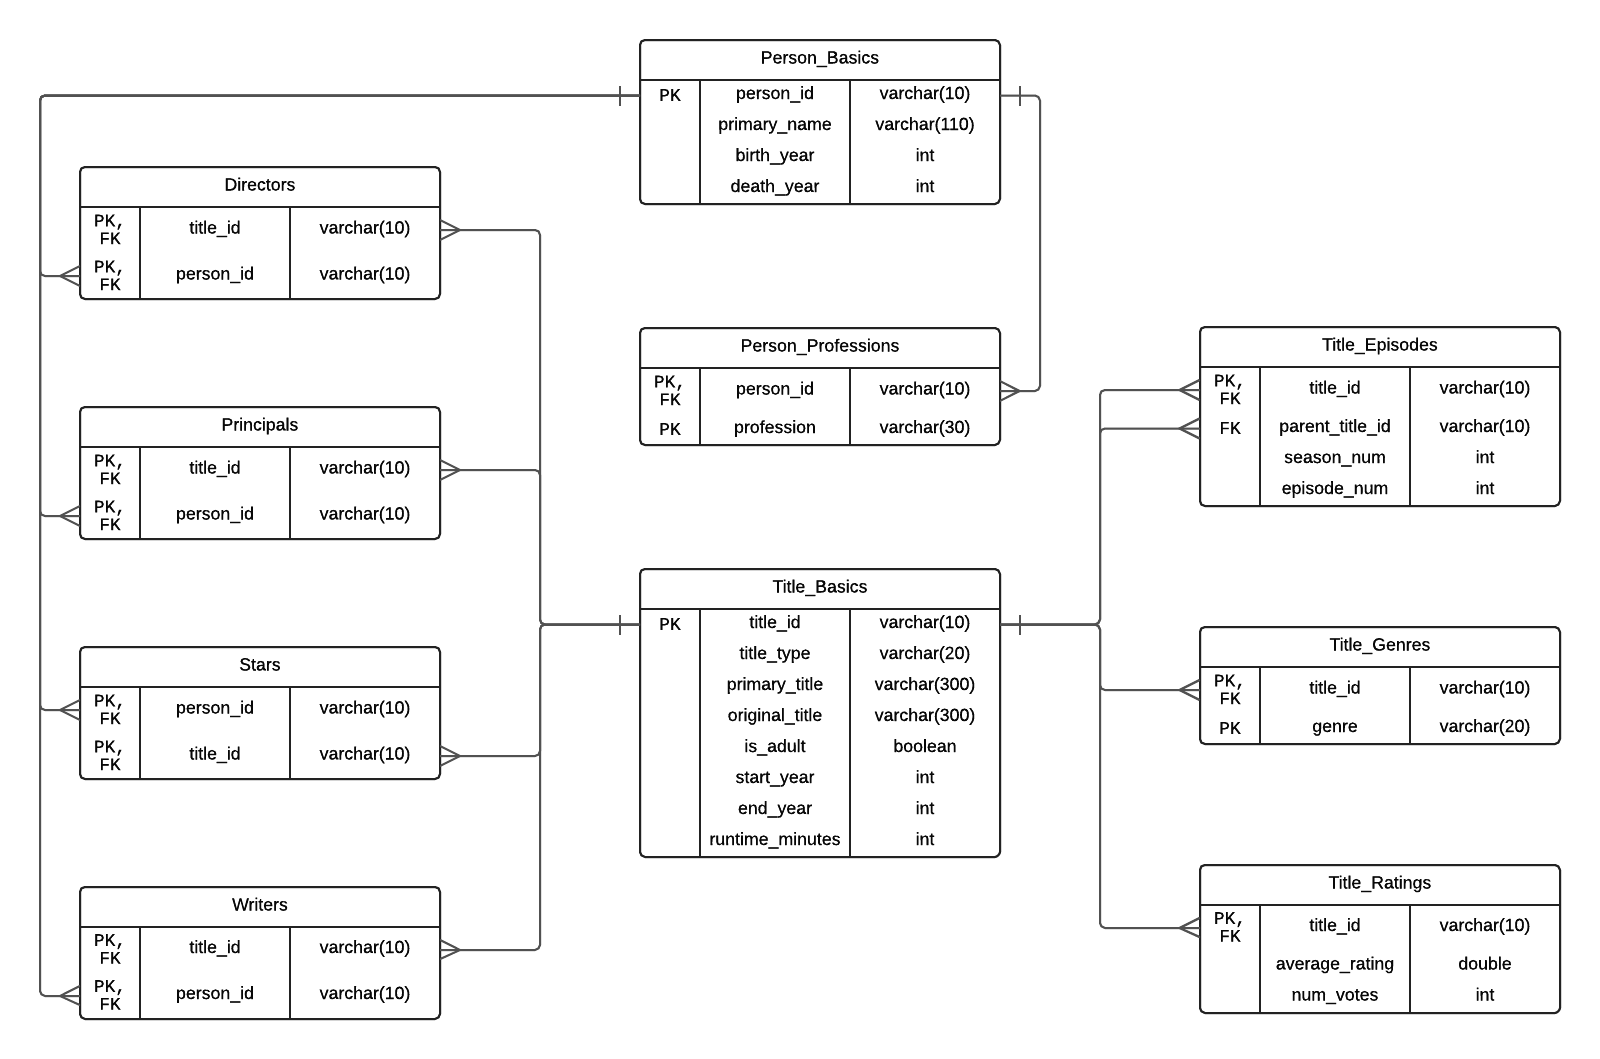 Person_Basics
PK person_id varchar(10)
primary_name varchar(110)
birth_year int
death_year int
Directors
PK, FK title_id varchar(10)
PK, FK person_id varchar(10)
Person_Professions
PK, FK person_id varchar(10)
PK profession varchar(30)
Title_Episodes
PK, FK title_id varchar(10)
FK parent_title_id varchar(10)
season_num int
episode_num int
Principals
PK, FK title_id varchar(10)
PK, FK person_id varchar(10)
Title_Basics
PK title_id varchar(10)
title_type varchar(20)
primary_title varchar(300)
original_title varchar(300)
is_adult boolean
start_year int
end_year int
runtime_minutes int
Title_Genres
PK, FK title_id varchar(10)
PK genre varchar(20)
Stars
PK, FK person_id varchar(10)
PK, FK title_id varchar(10)
Title_Ratings
PK, FK title_id varchar(10)
average_rating double
num_votes int
Writers
PK, FK title_id varchar(10)
PK, FK person_id varchar(10)